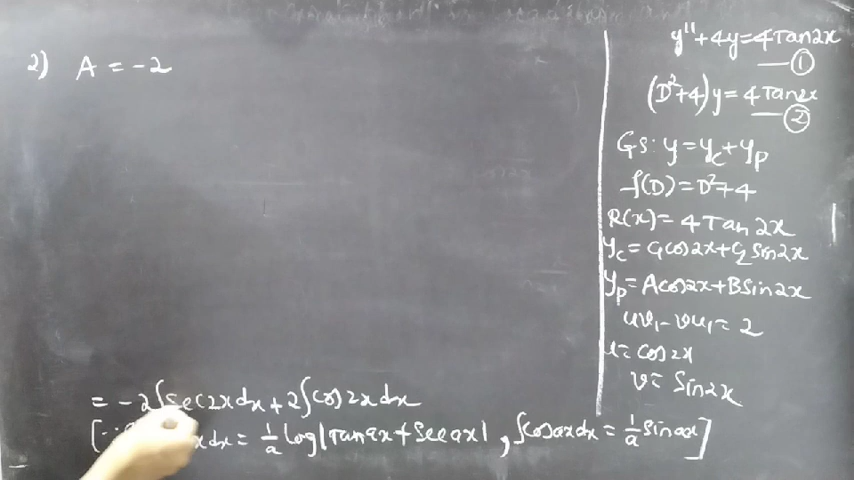 2) A = -2
= -2∫sec2xdx + 2∫cos2xdx
xdx = 1/a log|Tanax + Secax|, ∫cosaxdx = 1/a sinax]
y'' + 4y = 4Tan2x
—①
(D²+4)y = 4Tan2x
—②
GS: y = yc + yp
f(D) = D²+4
R(x) = 4Tan2x
yc = C1cos2x + C2sin2x
yp = Acos2x + Bsin2x
uv₁ - vu₁ = 2
u = cos2x
v = Sin2x